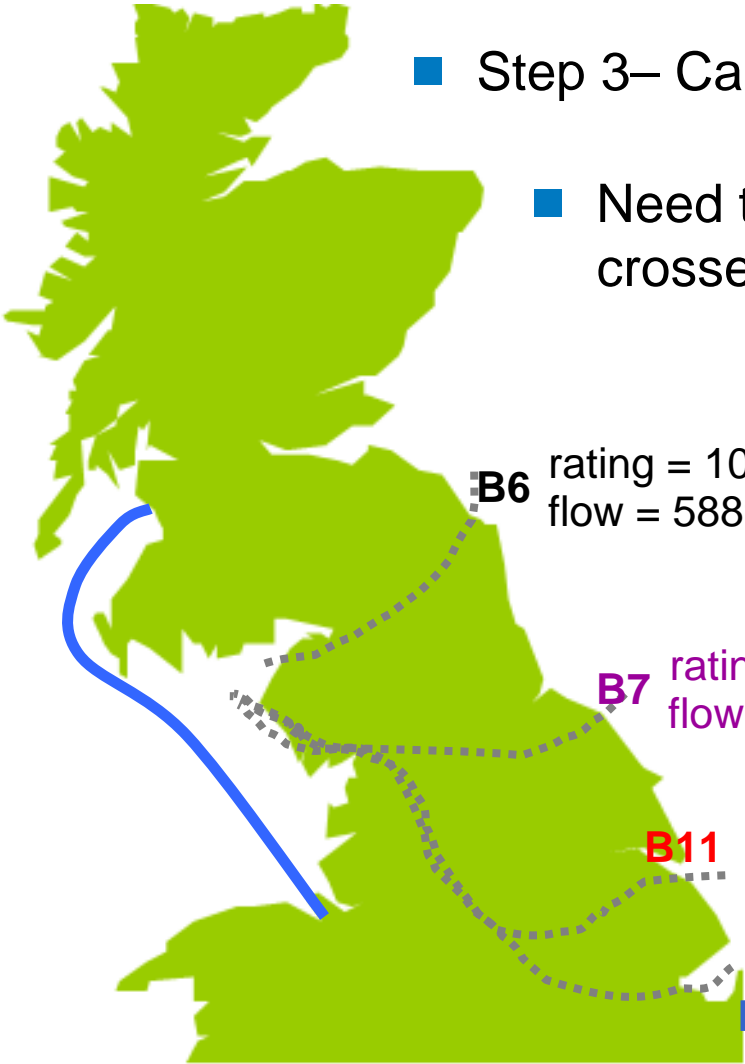 Step 3– Ca
Need t
crosse
B6
rating = 10
flow = 588
B7
ratin
flow
B11